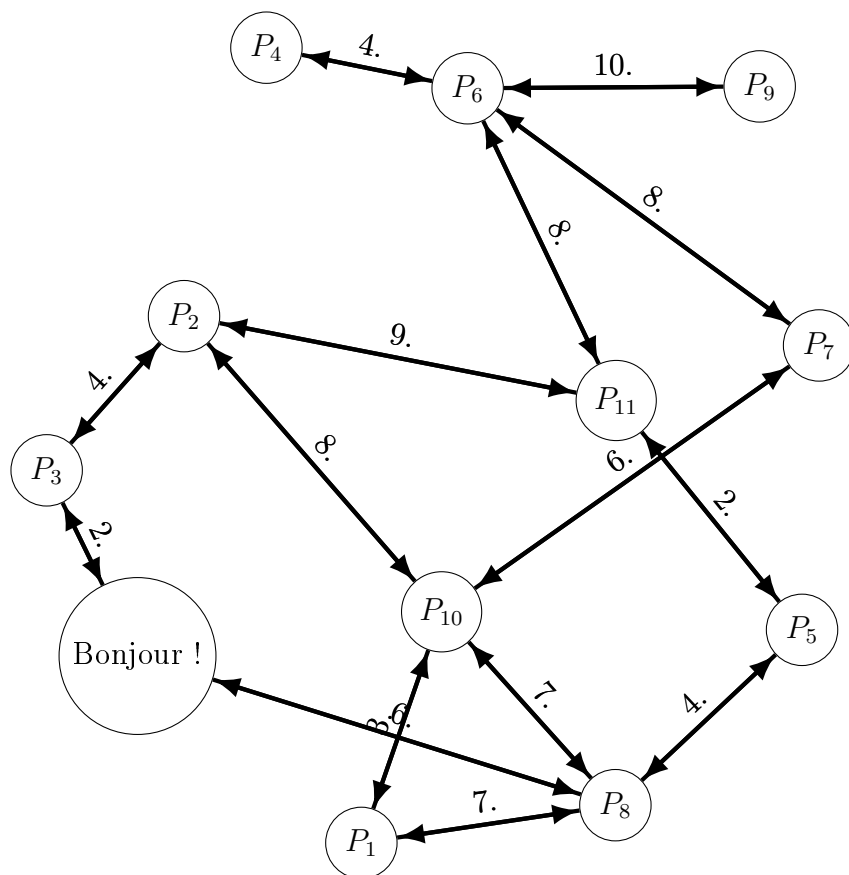 P₄
4.
P₆
10.
P₉
8.
8.
P₂
9.
P₇
4.
P₁₁
P₃
8.
6.
2.
2.
P₁₀
P₅
Bonjour !
7.
4.
3.
6.
7.
P₈
P₁